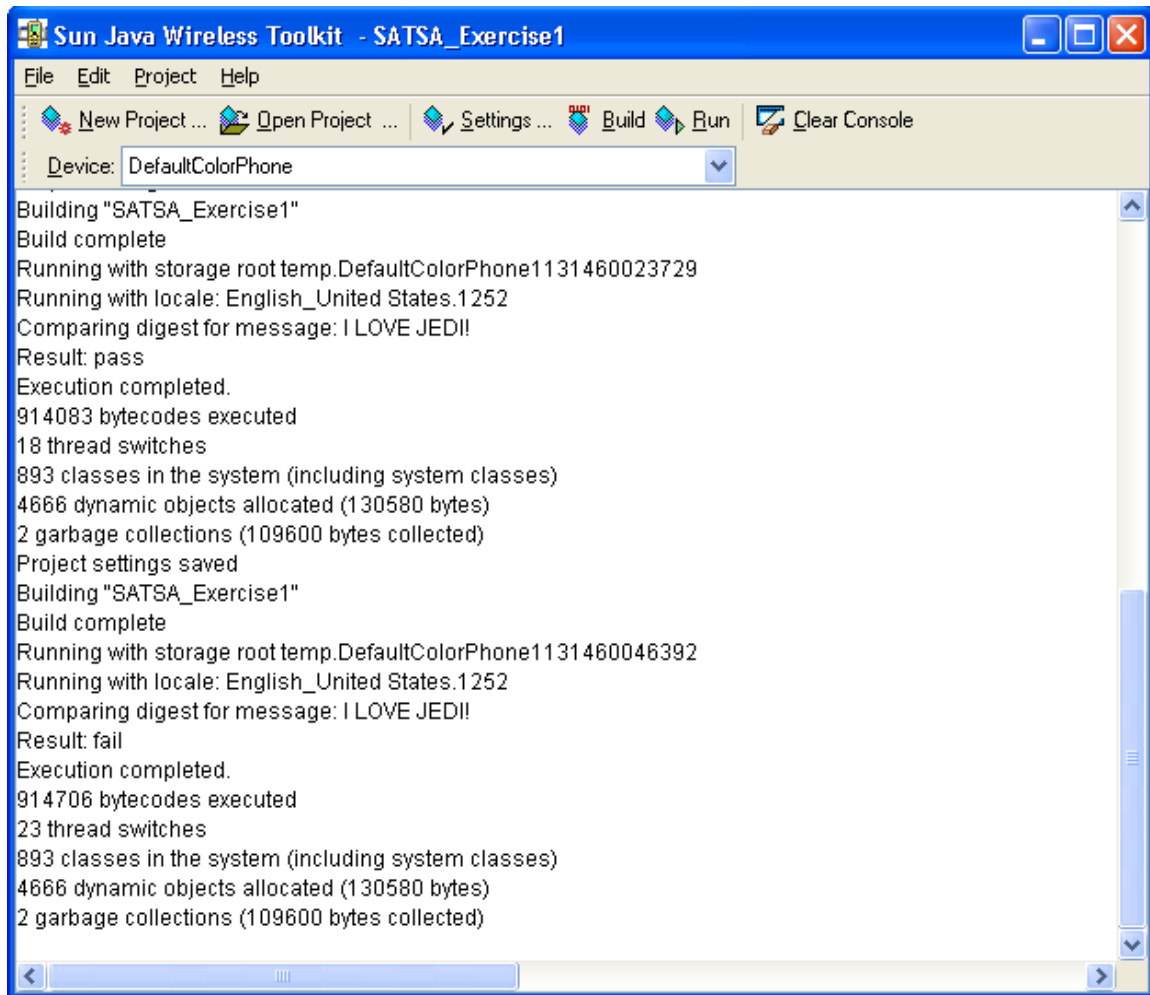 Sun Java Wireless Toolkit - SATSA_Exercise1
File Edit Project Help
New Project ... Open Project ... Settings ... Build Run Clear Console
Device: DefaultColorPhone
Building "SATSA_Exercise1"
Build complete
Running with storage root temp.DefaultColorPhone1131460023729
Running with locale: English_United States.1252
Comparing digest for message: I LOVE JEDI!
Result: pass
Execution completed.
914083 bytecodes executed
18 thread switches
893 classes in the system (including system classes)
4666 dynamic objects allocated (130580 bytes)
2 garbage collections (109600 bytes collected)
Project settings saved
Building "SATSA_Exercise1"
Build complete
Running with storage root temp.DefaultColorPhone1131460046392
Running with locale: English_United States.1252
Comparing digest for message: I LOVE JEDI!
Result: fail
Execution completed.
914706 bytecodes executed
23 thread switches
893 classes in the system (including system classes)
4666 dynamic objects allocated (130580 bytes)
2 garbage collections (109600 bytes collected)